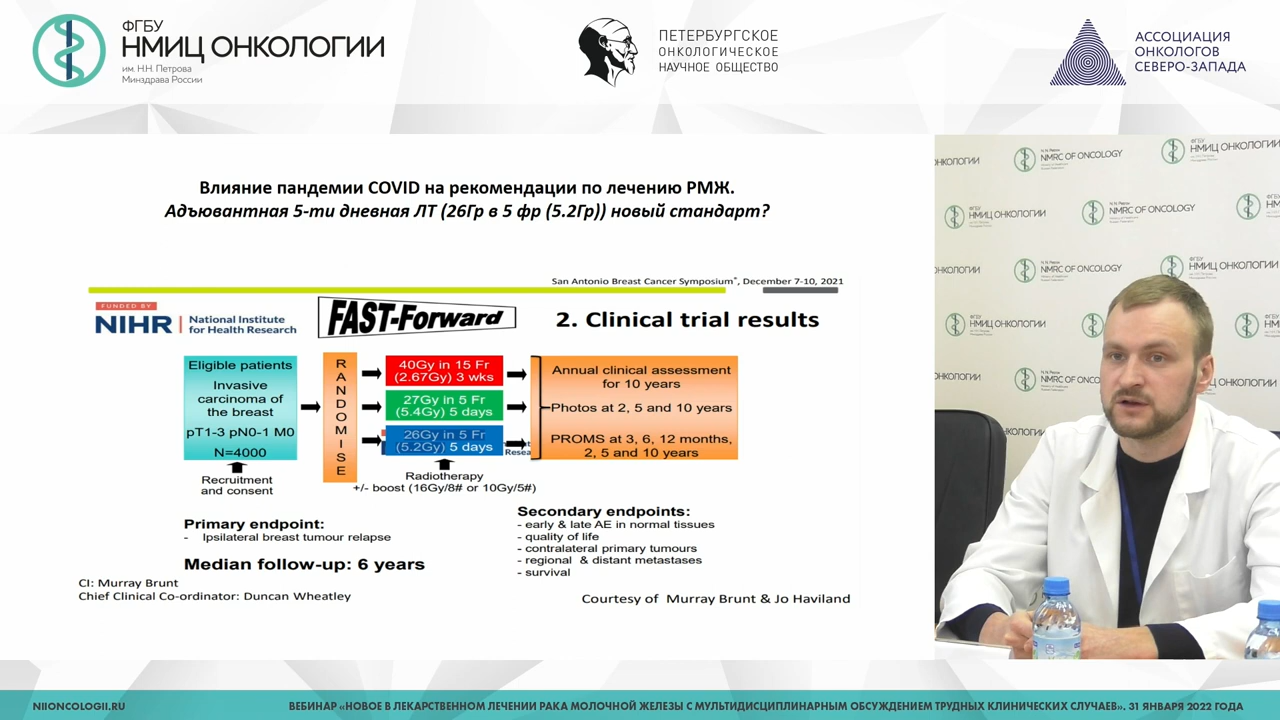 ФГБУ
НМИЦ ОНКОЛОГИИ
им. Н.Н. Петрова
Минздрава России
ПЕТЕРБУРГСКОЕ
ОНКОЛОГИЧЕСКОЕ
НАУЧНОЕ ОБЩЕСТВО
АССОЦИАЦИЯ
ОНКОЛОГОВ
СЕВЕРО-ЗАПАДА
Влияние пандемии COVID на рекомендации по лечению РМЖ.
Адъювантная 5-ти дневная ЛТ (26Гр в 5 фр (5.2Гр)) новый стандарт?
San Antonio Breast Cancer Symposium®, December 7-10, 2021
FUNDED BY
NIHR | National Institute
for Health Research
FAST-Forward
2. Clinical trial results
Eligible patients
Invasive
carcinoma of
the breast
pT1-3 pN0-1 M0
N=4000
RANDOMISE
40Gy in 15 Fr
(2.67Gy) 3 wks
27Gy in 5 Fr
(5.4Gy) 5 days
26Gy in 5 Fr
(5.2Gy) 5 days
Annual clinical assessment
for 10 years
Photos at 2, 5 and 10 years
PROMS at 3, 6, 12 months,
2, 5 and 10 years
Recruitment
and consent
Radiotherapy
+/- boost (16Gy/8# or 10Gy/5#)
Primary endpoint:
- Ipsilateral breast tumour relapse
Median follow-up: 6 years
Secondary endpoints:
- early & late AE in normal tissues
- quality of life
- contralateral primary tumours
- regional & distant metastases
- survival
CI: Murray Brunt
Chief Clinical Co-ordinator: Duncan Wheatley
Courtesy of Murray Brunt & Jo Haviland
НМИЦ ОНКОЛОГИИ
NMRC OF ONCOLOGY
NIIONCOLOGII.RU
ВЕБИНАР «НОВОЕ В ЛЕКАРСТВЕННОМ ЛЕЧЕНИИ РАКА МОЛОЧНОЙ ЖЕЛЕЗЫ С МУЛЬТИДИСЦИПЛИНАРНЫМ ОБСУЖДЕНИЕМ ТРУДНЫХ КЛИНИЧЕСКИХ СЛУЧАЕВ». 31 ЯНВАРЯ 2022 ГОДА